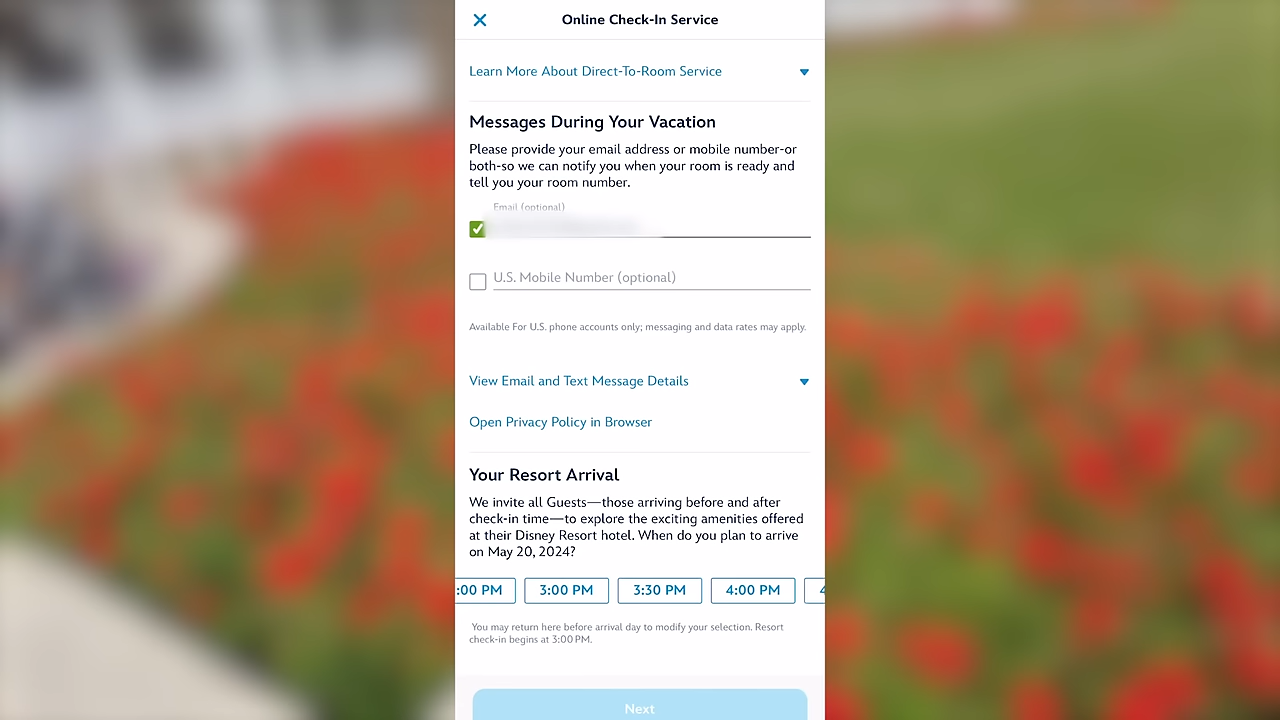 Online Check-In Service
Learn More About Direct-To-Room Service
Messages During Your Vacation
Please provide your email address or mobile number-or
both-so we can notify you when your room is ready and
tell you your room number.
Email (optional)
U.S. Mobile Number (optional)
Available For U.S. phone accounts only; messaging and data rates may apply.
View Email and Text Message Details
Open Privacy Policy in Browser
Your Resort Arrival
We invite all Guests—those arriving before and after
check-in time—to explore the exciting amenities offered
at their Disney Resort hotel. When do you plan to arrive
on May 20, 2024?
:00 PM 3:00 PM 3:30 PM 4:00 PM 4
You may return here before arrival day to modify your selection. Resort
check-in begins at 3:00 PM.
Next